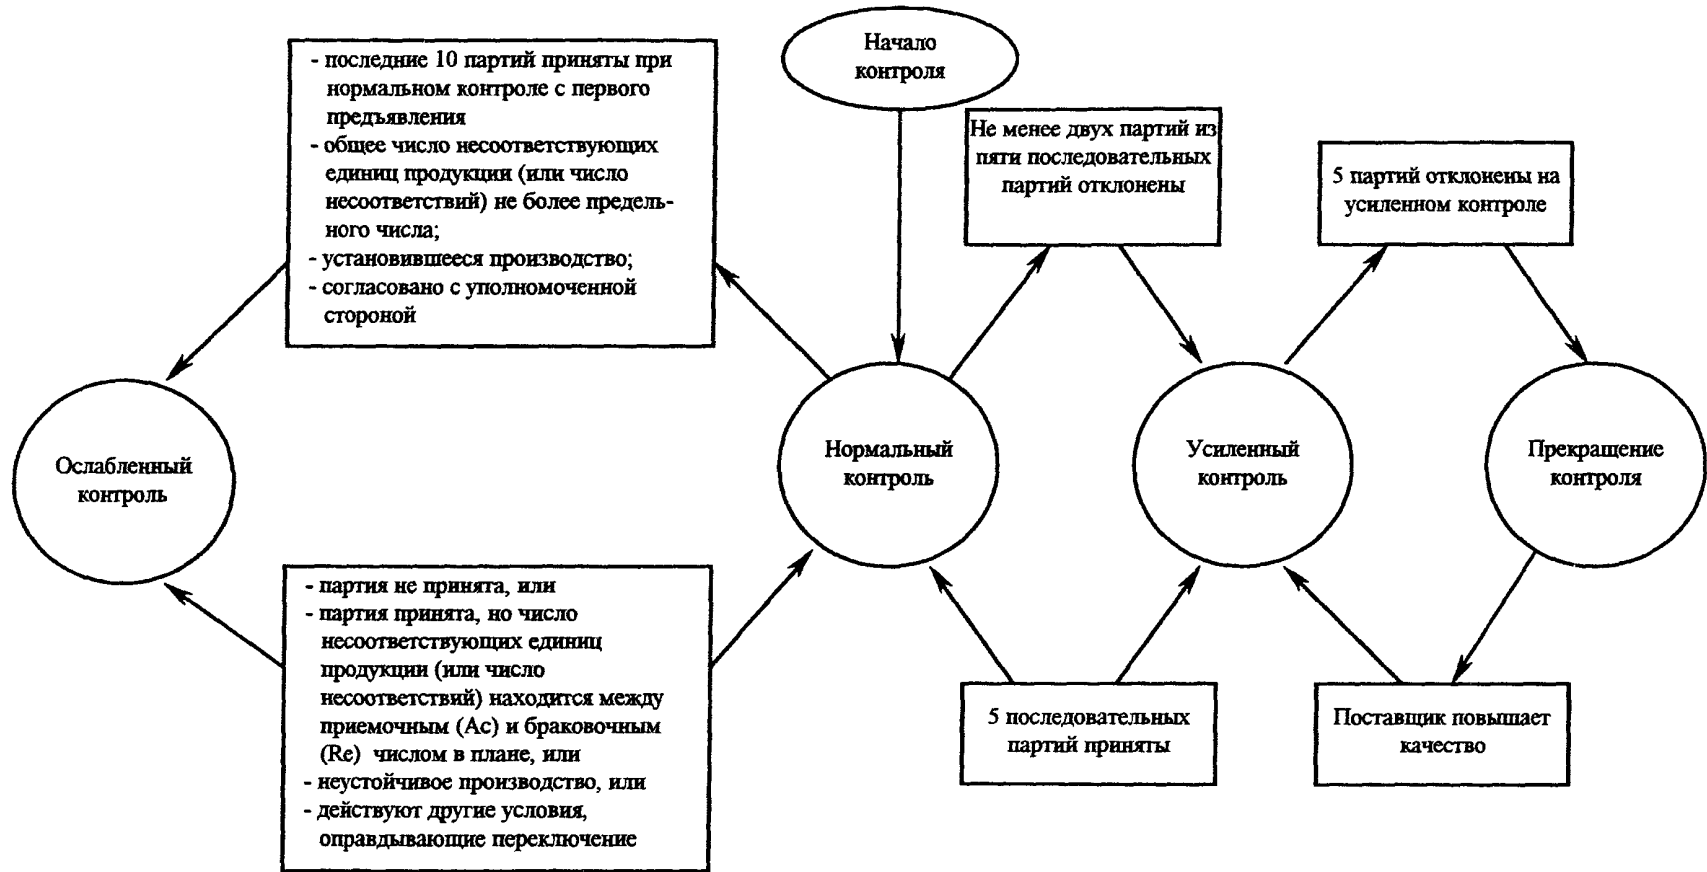 Начало
контроля
- последние 10 партий приняты при
нормальном контроле с первого
предъявления
- общее число несоответствующих
единиц продукции (или число
несоответствий) не более предель-
ного числа;
- установившееся производство;
- согласовано с уполномоченной
стороной
Не менее двух партий из
пяти последовательных
партий отклонены
5 партий отклонены на
усиленном контроле
Ослабленный
контроль
Нормальный
контроль
Усиленный
контроль
Прекращение
контроля
- партия не принята, или
- партия принята, но число
несоответствующих единиц
продукции (или число
несоответствий) находится между
приемочным (Ac) и браковочным
(Re) числом в плане, или
- неустойчивое производство, или
- действуют другие условия,
оправдывающие переключение
5 последовательных
партий приняты
Поставщик повышает
качество